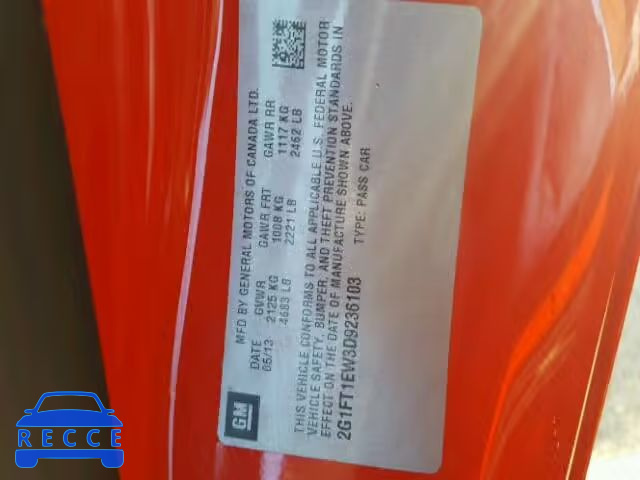 MFD BY GENERAL MOTORS OF CANADA LTD.
DATE GVWR GAWR FRT GAWR RR
05/13 2125 KG 1008 KG 1117 KG
4683 LB 2221 LB 2462 LB
THIS VEHICLE CONFORMS TO ALL APPLICABLE U.S. FEDERAL MOTOR
VEHICLE SAFETY, BUMPER, AND THEFT PREVENTION STANDARDS IN
EFFECT ON THE DATE OF MANUFACTURE SHOWN ABOVE.
2G1FT1EW3D9236103 TYPE: PASS CAR
GM
RECCE